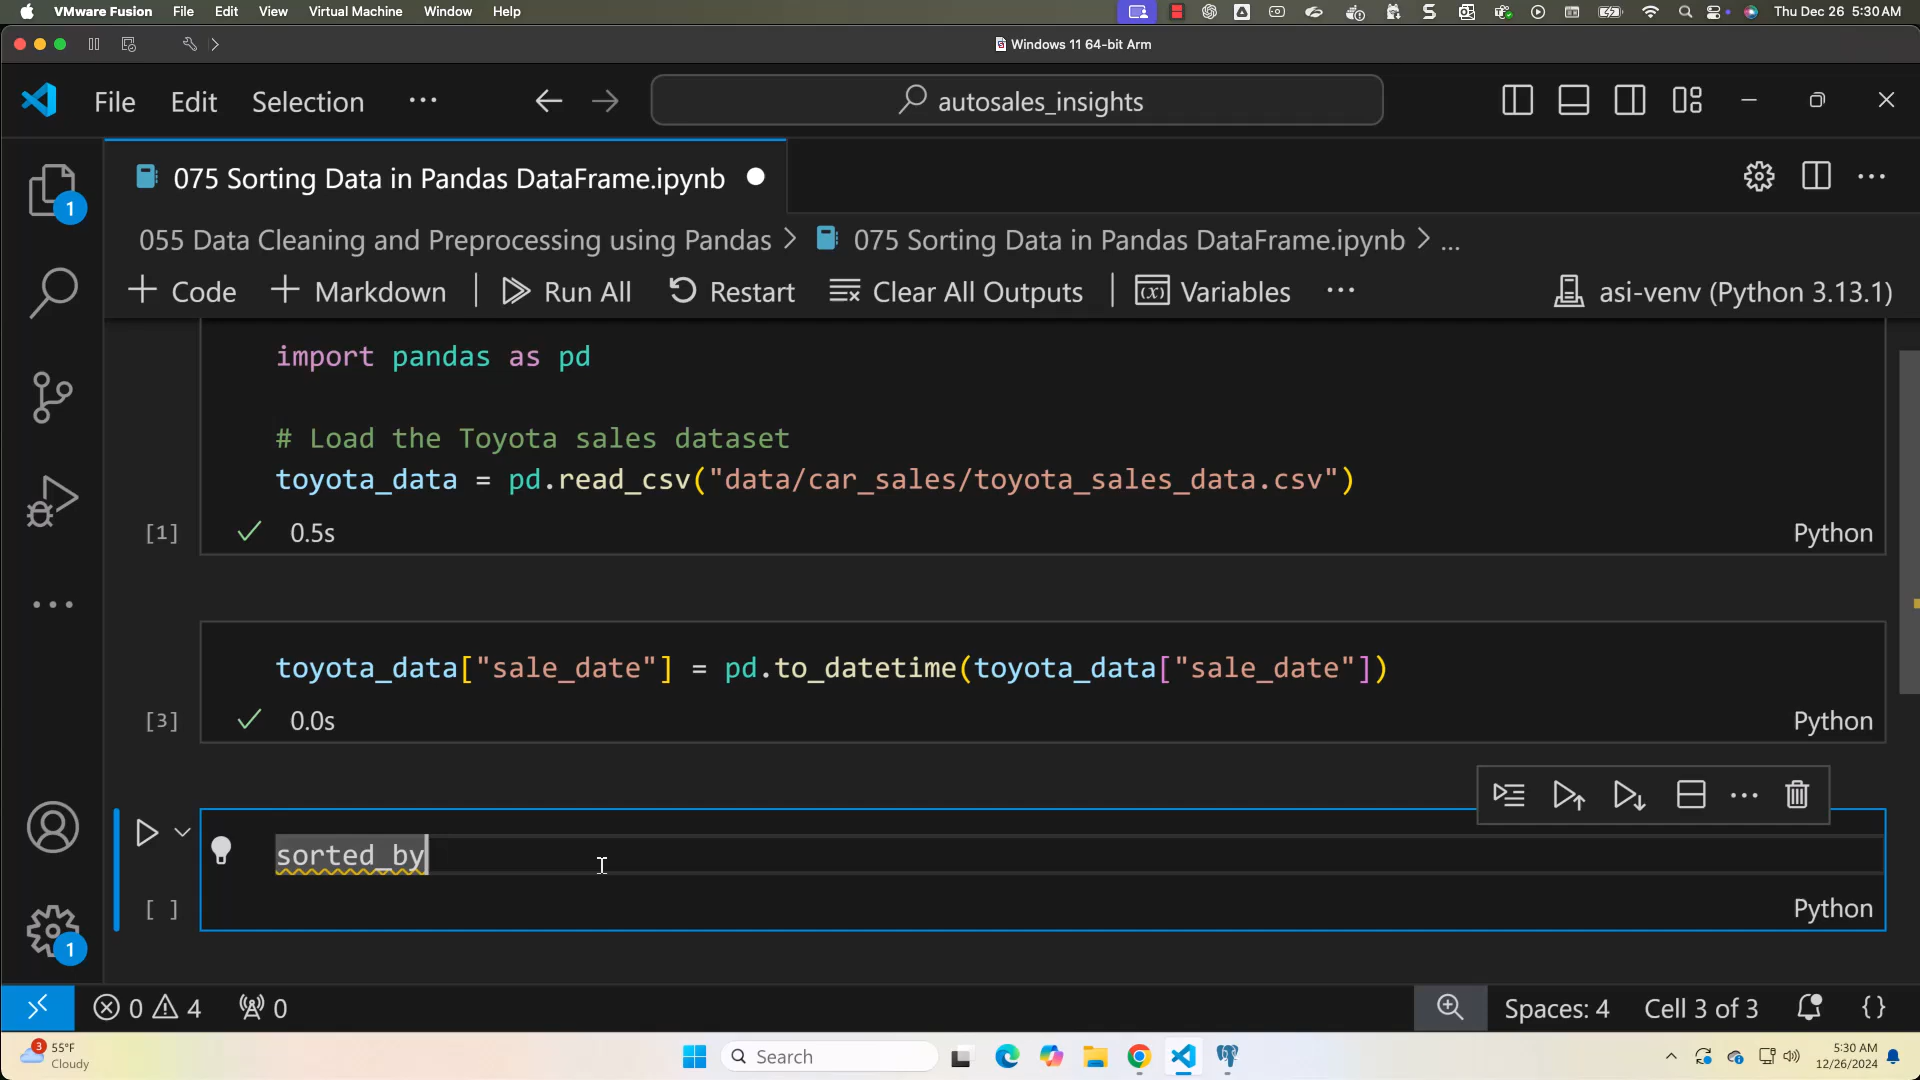 VMware Fusion File Edit View Virtual Machine Window Help Thu Dec 26 5:30 AM
Windows 11 64-bit Arm
File Edit Selection ··· autosales_insights
075 Sorting Data in Pandas DataFrame.ipynb
055 Data Cleaning and Preprocessing using Pandas > 075 Sorting Data in Pandas DataFrame.ipynb > ...
+ Code + Markdown Run All Restart Clear All Outputs Variables ··· asi-venv (Python 3.13.1)
1
import pandas as pd
# Load the Toyota sales dataset
toyota_data = pd.read_csv("data/car_sales/toyota_sales_data.csv")
[1] 0.5s Python
toyota_data["sale_date"] = pd.to_datetime(toyota_data["sale_date"])
[3] 0.0s Python
sorted_by
[ ] Python
1
0 4 0 Spaces: 4 Cell 3 of 3 {}
3 55°F
Cloudy
Search
5:30 AM
12/26/2024